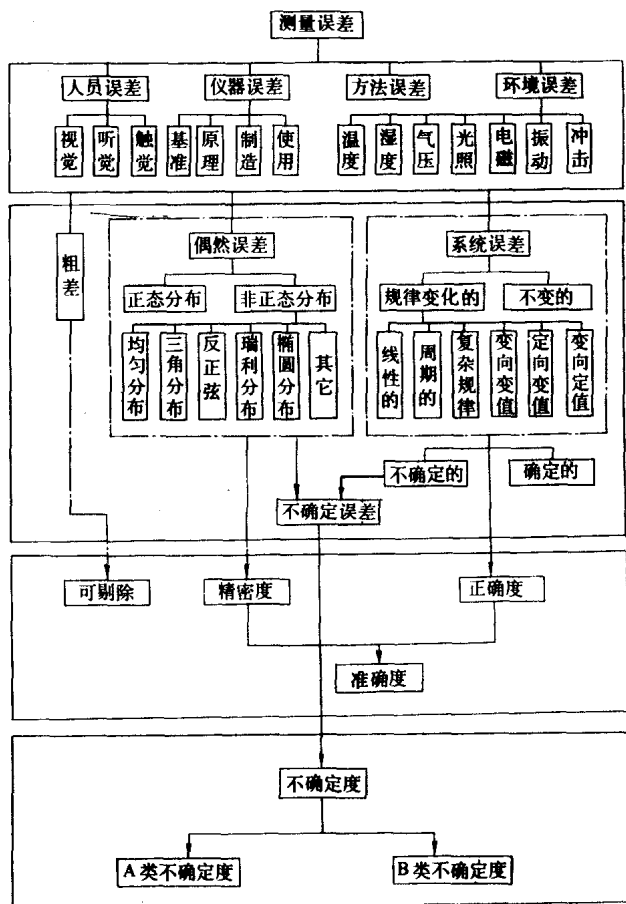 测量误差
人员误差 仪器误差 方法误差 环境误差
视觉 听觉 触觉 基准 原理 制造 使用 温度 湿度 气压 光照 电磁 振动 冲击
粗差
偶然误差 系统误差
正态分布 非正态分布 规律变化的 不变的
均匀分布 三角分布 反正弦 瑞利分布 椭圆分布 其它 线性的 周期的 复杂规律 变向变值 定向变值 变向定值
不确定的 确定的
不确定误差
可剔除 精密度 正确度
准确度
不确定度
A类不确定度 B类不确定度